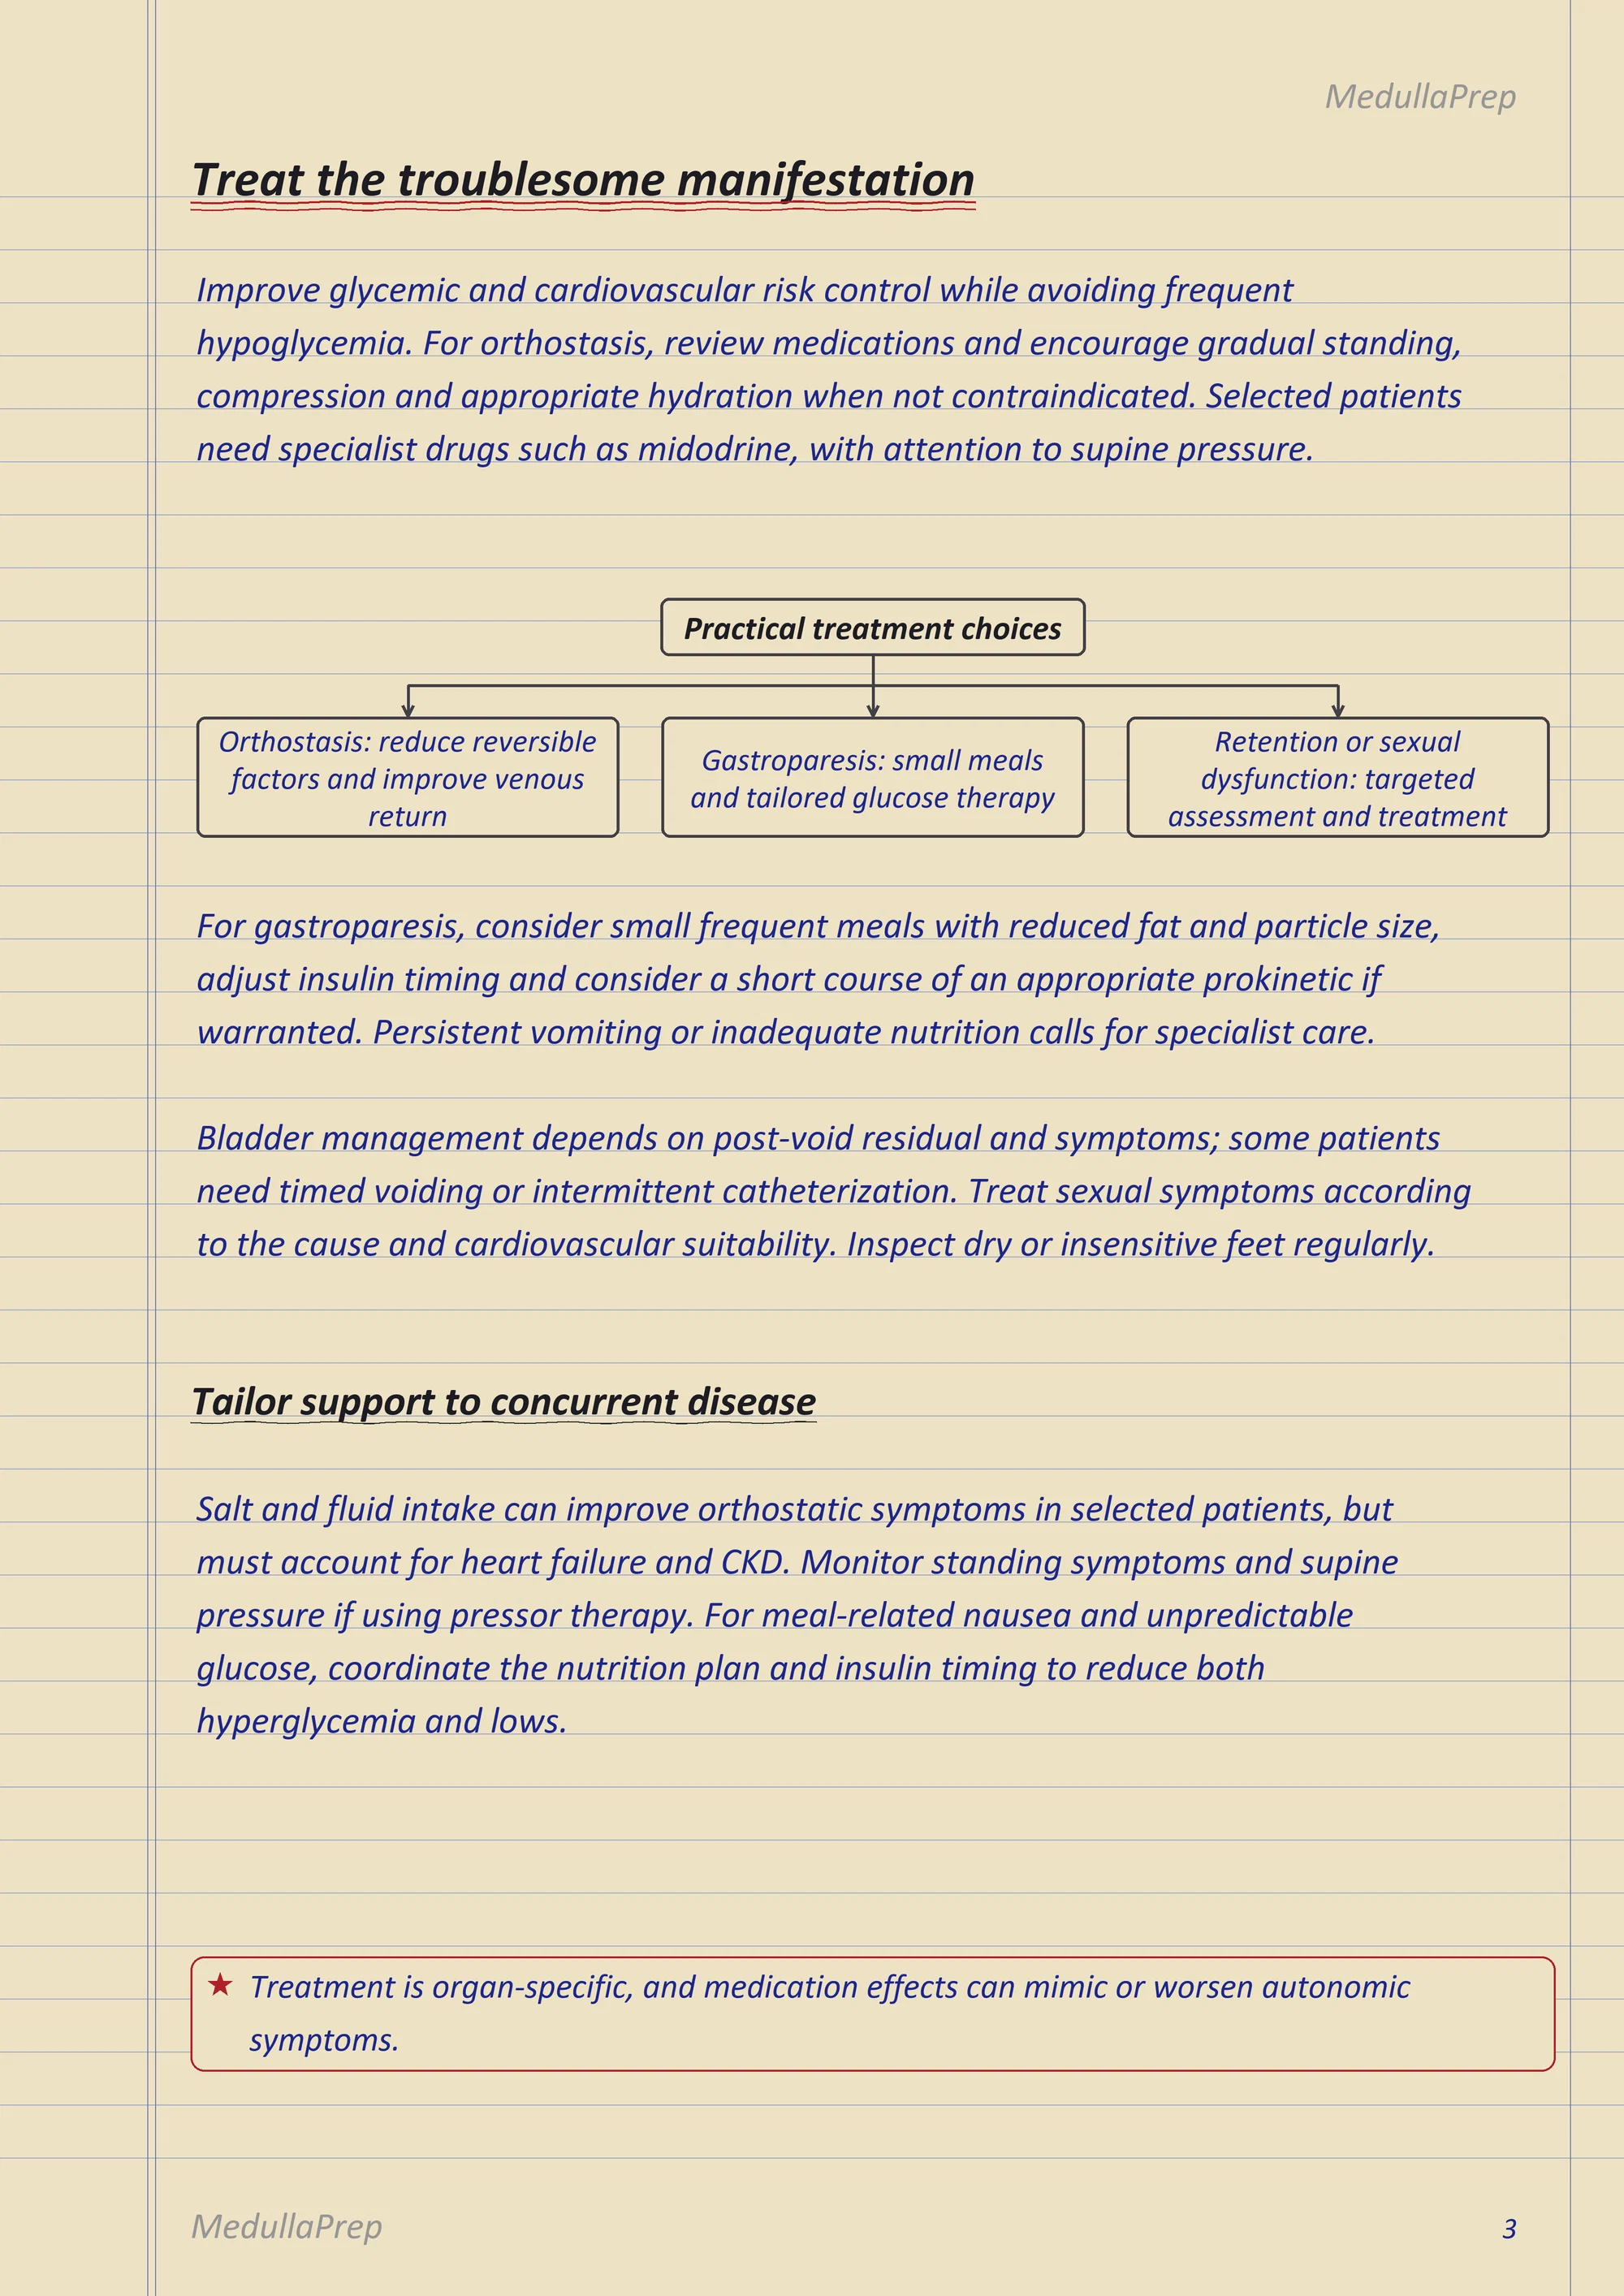 MedullaPrep
Treat the troublesome manifestation
Improve glycemic and cardiovascular risk control while avoiding frequent
hypoglycemia. For orthostasis, review medications and encourage gradual standing,
compression and appropriate hydration when not contraindicated. Selected patients
need specialist drugs such as midodrine, with attention to supine pressure.
Practical treatment choices
Orthostasis: reduce reversible
factors and improve venous
return
Gastroparesis: small meals
and tailored glucose therapy
Retention or sexual
dysfunction: targeted
assessment and treatment
For gastroparesis, consider small frequent meals with reduced fat and particle size,
adjust insulin timing and consider a short course of an appropriate prokinetic if
warranted. Persistent vomiting or inadequate nutrition calls for specialist care.
Bladder management depends on post-void residual and symptoms; some patients
need timed voiding or intermittent catheterization. Treat sexual symptoms according
to the cause and cardiovascular suitability. Inspect dry or insensitive feet regularly.
Tailor support to concurrent disease
Salt and fluid intake can improve orthostatic symptoms in selected patients, but
must account for heart failure and CKD. Monitor standing symptoms and supine
pressure if using pressor therapy. For meal-related nausea and unpredictable
glucose, coordinate the nutrition plan and insulin timing to reduce both
hyperglycemia and lows.
★ Treatment is organ-specific, and medication effects can mimic or worsen autonomic
symptoms.
MedullaPrep
3